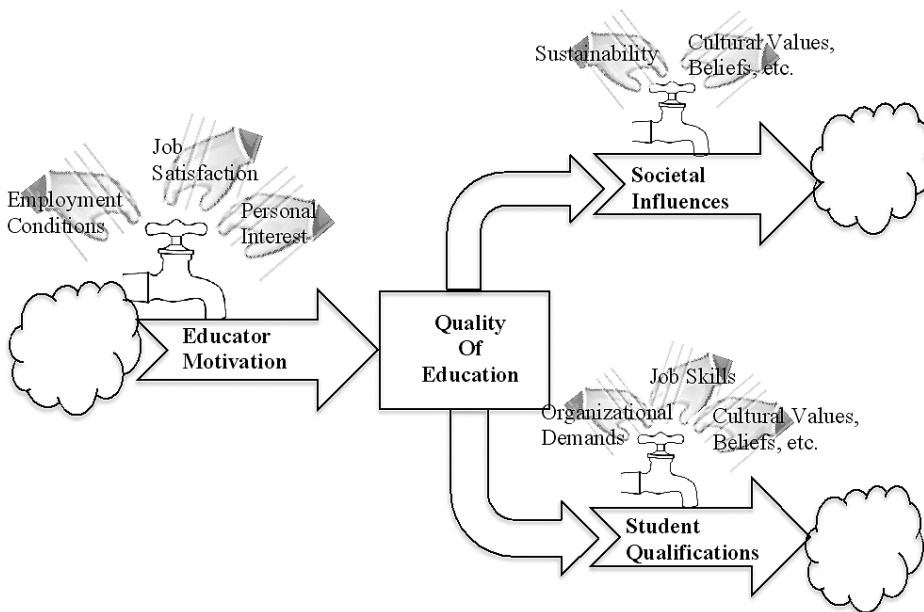 Sustainability
Cultural Values,
Beliefs, etc.
Societal
Influences
Job
Satisfaction
Employment
Conditions
Personal
Interest
Educator
Motivation
Quality
Of
Education
Job Skills
Organizational
Demands
Cultural Values,
Beliefs, etc.
Student
Qualifications